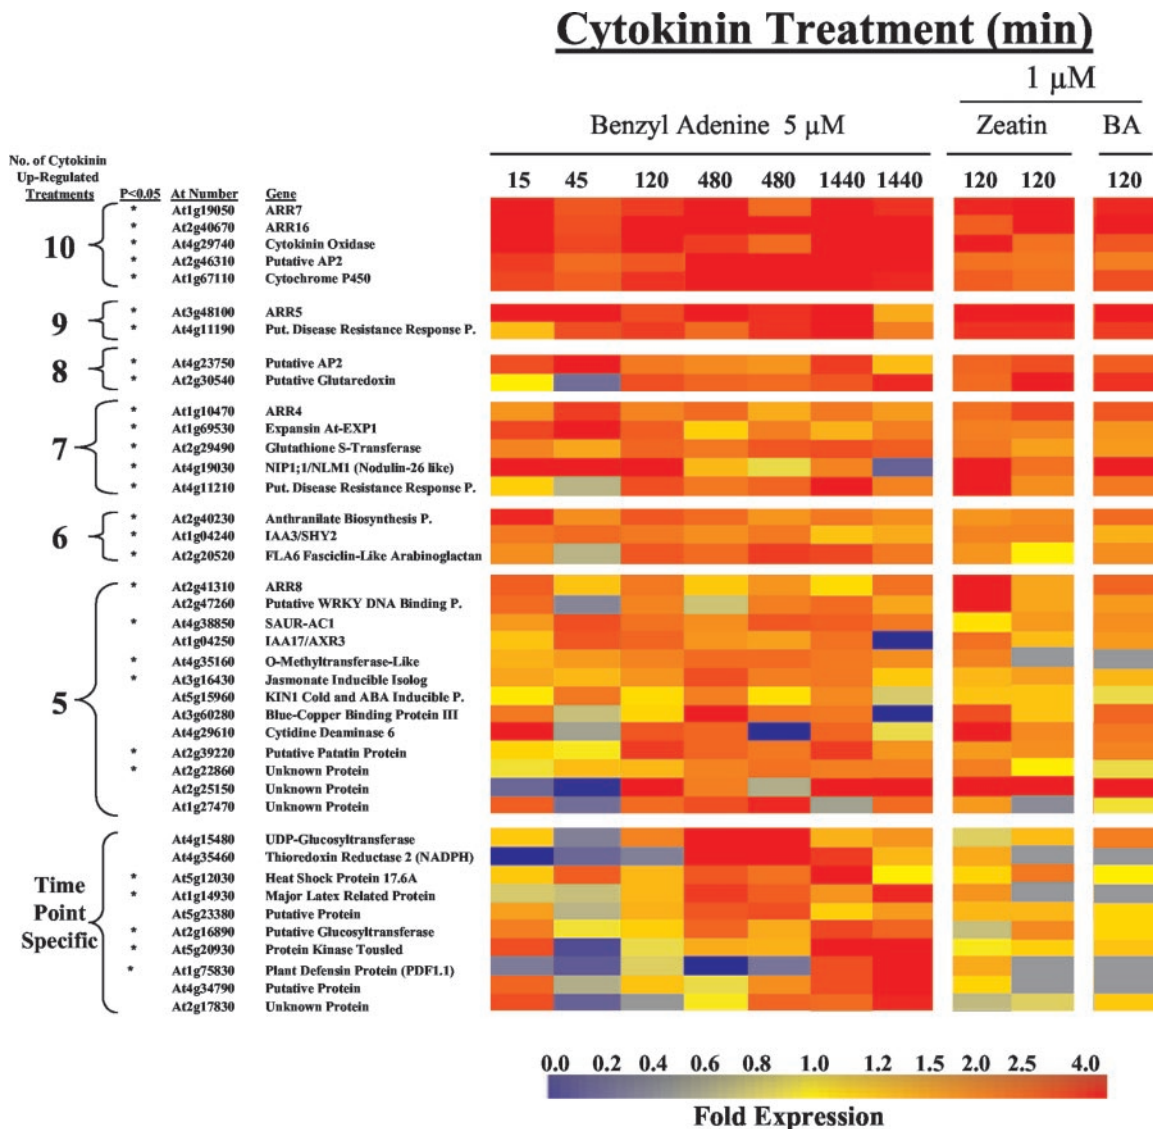 Cytokinin Treatment (min)
1 µM
Benzyl Adenine 5 µM Zeatin BA
No. of Cytokinin
Up-Regulated
Treatments P<0.05 At Number Gene 15 45 120 480 480 1440 1440 120 120 120
* At1g19050 ARR7
* At2g40670 ARR16
10 * At4g29740 Cytokinin Oxidase
* At2g46310 Putative AP2
* At1g67110 Cytochrome P450
9 * At3g48100 ARR5
* At4g11190 Put. Disease Resistance Response P.
8 * At4g23750 Putative AP2
* At2g30540 Putative Glutaredoxin
* At1g10470 ARR4
* At1g69530 Expansin At-EXP1
7 * At2g29490 Glutathione S-Transferase
* At4g19030 NIP1;1/NLM1 (Nodulin-26 like)
* At4g11210 Put. Disease Resistance Response P.
* At2g40230 Anthranilate Biosynthesis P.
6 * At1g04240 IAA3/SHY2
* At2g20520 FLA6 Fasciclin-Like Arabinoglactan
* At2g41310 ARR8
At2g47260 Putative WRKY DNA Binding P.
* At4g38850 SAUR-AC1
At1g04250 IAA17/AXR3
* At4g35160 O-Methyltransferase-Like
* At3g16430 Jasmonate Inducible Isolog
5 At5g15960 KIN1 Cold and ABA Inducible P.
At3g60280 Blue-Copper Binding Protein III
At4g29610 Cytidine Deaminase 6
* At2g39220 Putative Patatin Protein
* At2g22860 Unknown Protein
At2g25150 Unknown Protein
At1g27470 Unknown Protein
At4g15480 UDP-Glucosyltransferase
At4g35460 Thioredoxin Reductase 2 (NADPH)
* At5g12030 Heat Shock Protein 17.6A
Time * At1g14930 Major Latex Related Protein
Point At5g23380 Putative Protein
Specific * At2g16890 Putative Glucosyltransferase
* At5g20930 Protein Kinase Tousled
* At1g75830 Plant Defensin Protein (PDF1.1)
At4g34790 Putative Protein
At2g17830 Unknown Protein
0.0 0.2 0.4 0.6 0.8 1.0 1.2 1.5 2.0 2.5 4.0
Fold Expression